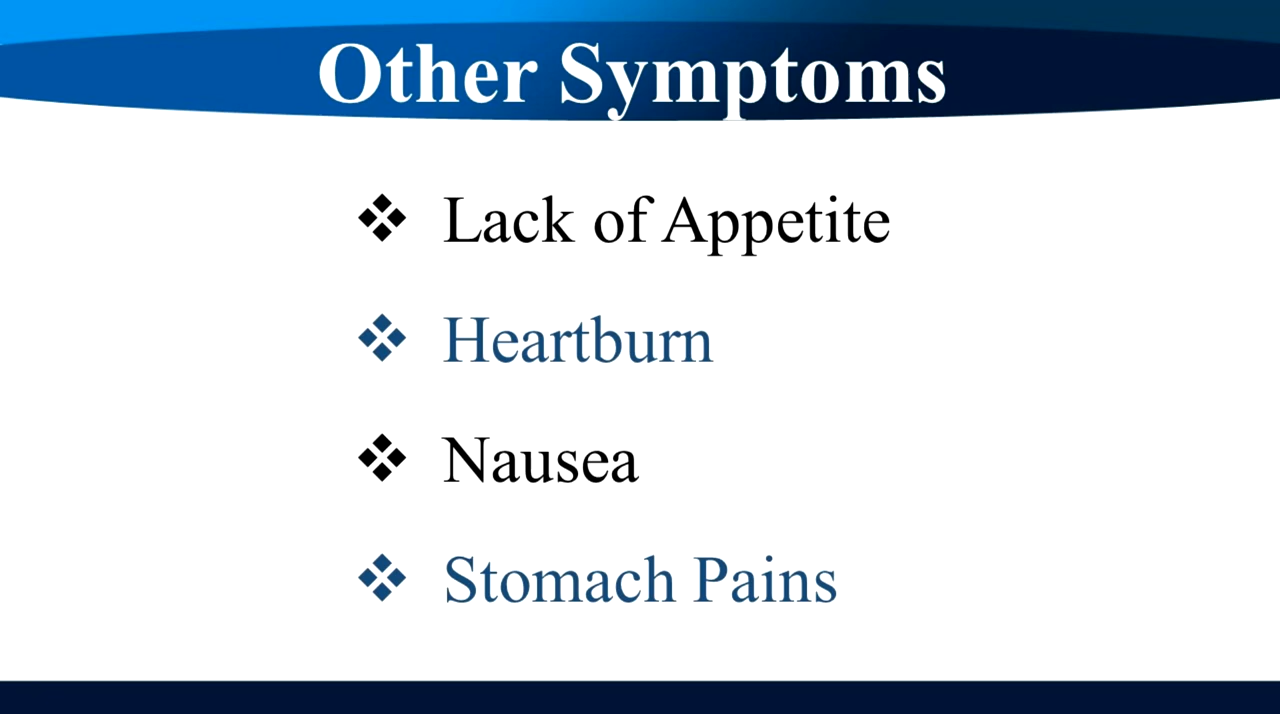 Other Symptoms
❖ Lack of Appetite
❖ Heartburn
❖ Nausea
❖ Stomach Pains